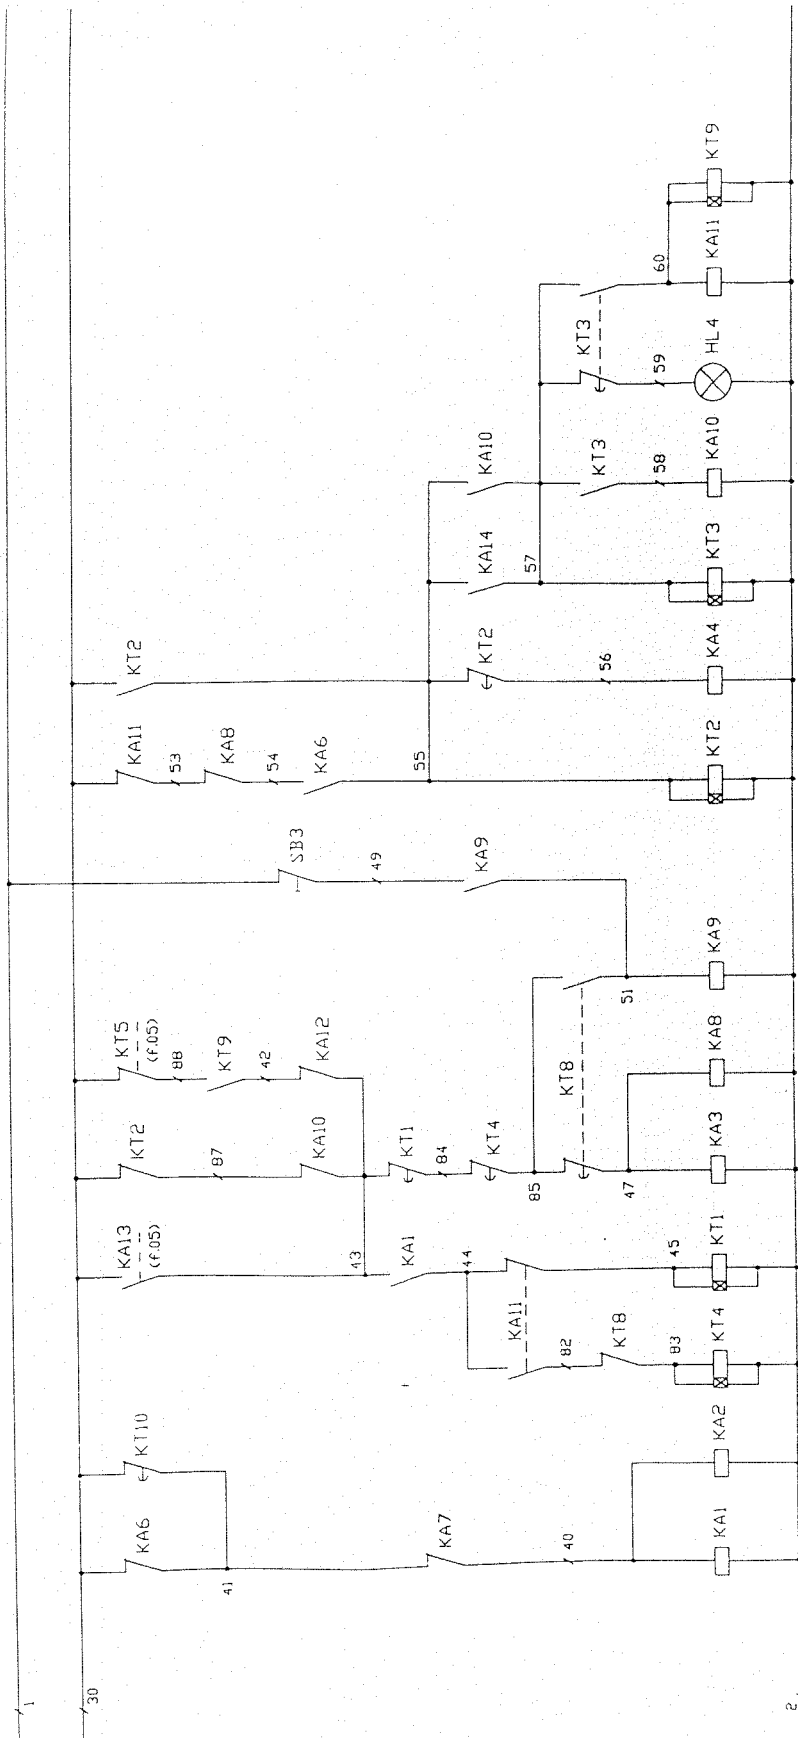 1
30
2
KA6
KT10
41
KA7
40
KA1
KA2
KA13
(f.05)
43
KA1
44
KA11
82
KT8
83
45
KT4
KT1
KT2
87
KA10
KT5
(f.05)
88
KT9
42
KA12
KT1
84
KT4
85
KT8
47
51
KA3
KA8
KA9
SB3
49
KA9
KA11
53
KA8
54
KA6
55
KT2
KT2
KT2
56
KA4
KA14
57
KT3
KA10
KT3
58
KA10
KT3
59
HL4
60
KA11
KT9